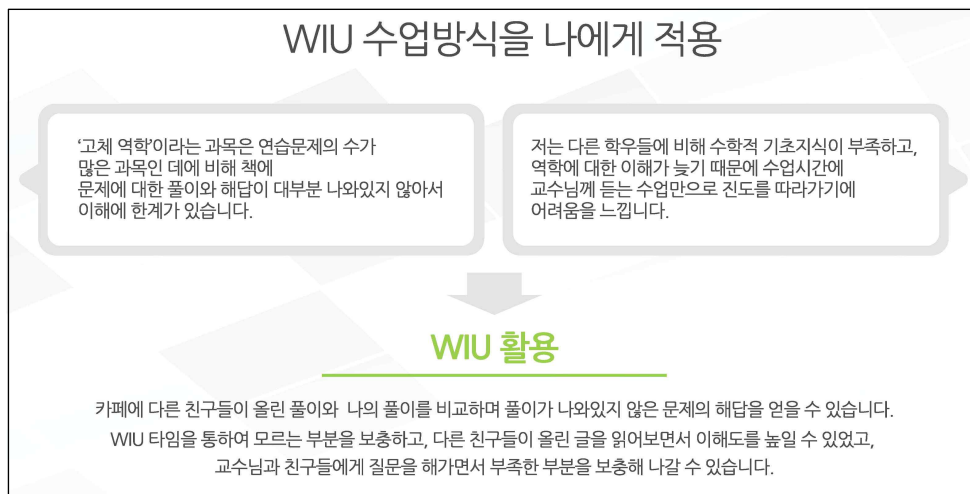 WIU 수업방식을 나에게 적용
'고체 역학'이라는 과목은 연습문제의 수가
많은 과목인 데에 비해 책에
문제에 대한 풀이와 해답이 대부분 나와있지 않아서
이해에 한계가 있습니다.
저는 다른 학우들에 비해 수학적 기초지식이 부족하고,
역학에 대한 이해가 늦기 때문에 수업시간에
교수님께 듣는 수업만으로 진도를 따라가기에
어려움을 느낍니다.
WIU 활용
카페에 다른 친구들이 올린 풀이와 나의 풀이를 비교하며 풀이가 나와있지 않은 문제의 해답을 얻을 수 있습니다.
WIU 타임을 통하여 모르는 부분을 보충하고, 다른 친구들이 올린 글을 읽어보면서 이해도를 높일 수 있었고,
교수님과 친구들에게 질문을 해가면서 부족한 부분을 보충해 나갈 수 있습니다.